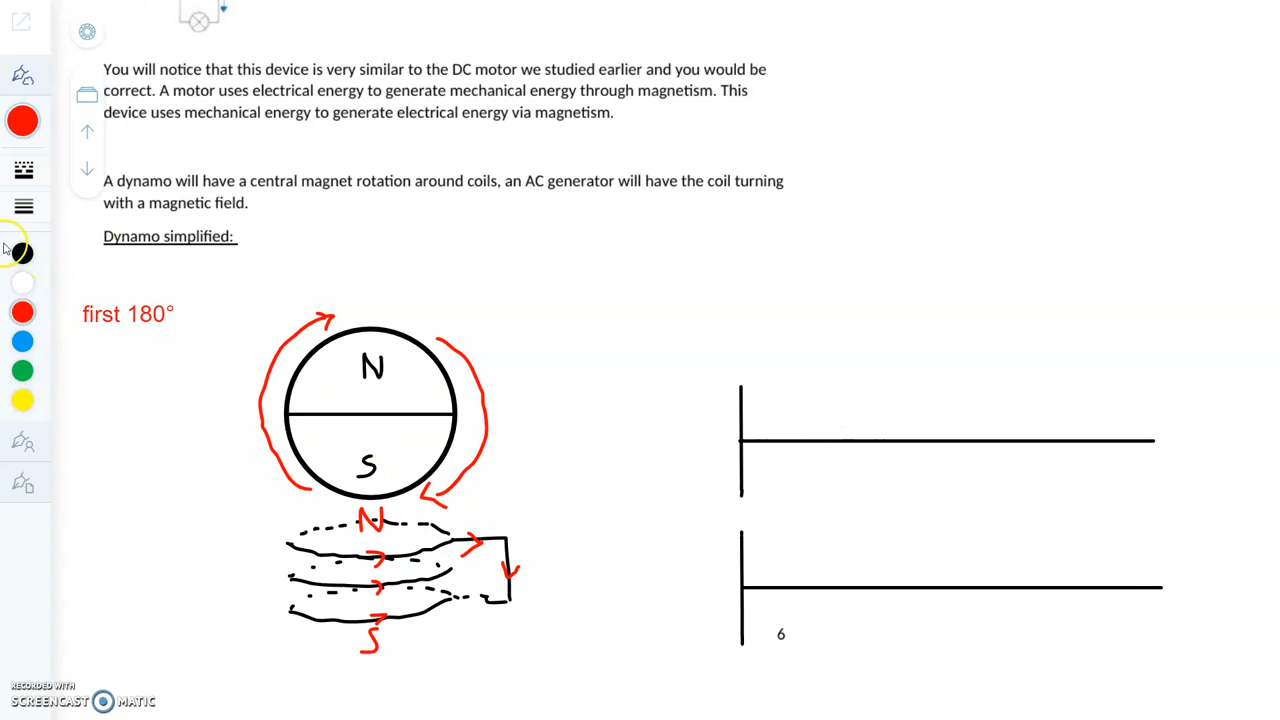 You will notice that this device is very similar to the DC motor we studied earlier and you would be
correct. A motor uses electrical energy to generate mechanical energy through magnetism. This
device uses mechanical energy to generate electrical energy via magnetism.
A dynamo will have a central magnet rotation around coils, an AC generator will have the coil turning
with a magnetic field.
Dynamo simplified:
first 180°
N
S
N
S
6
RECORDED WITH
SCREENCAST MATIC